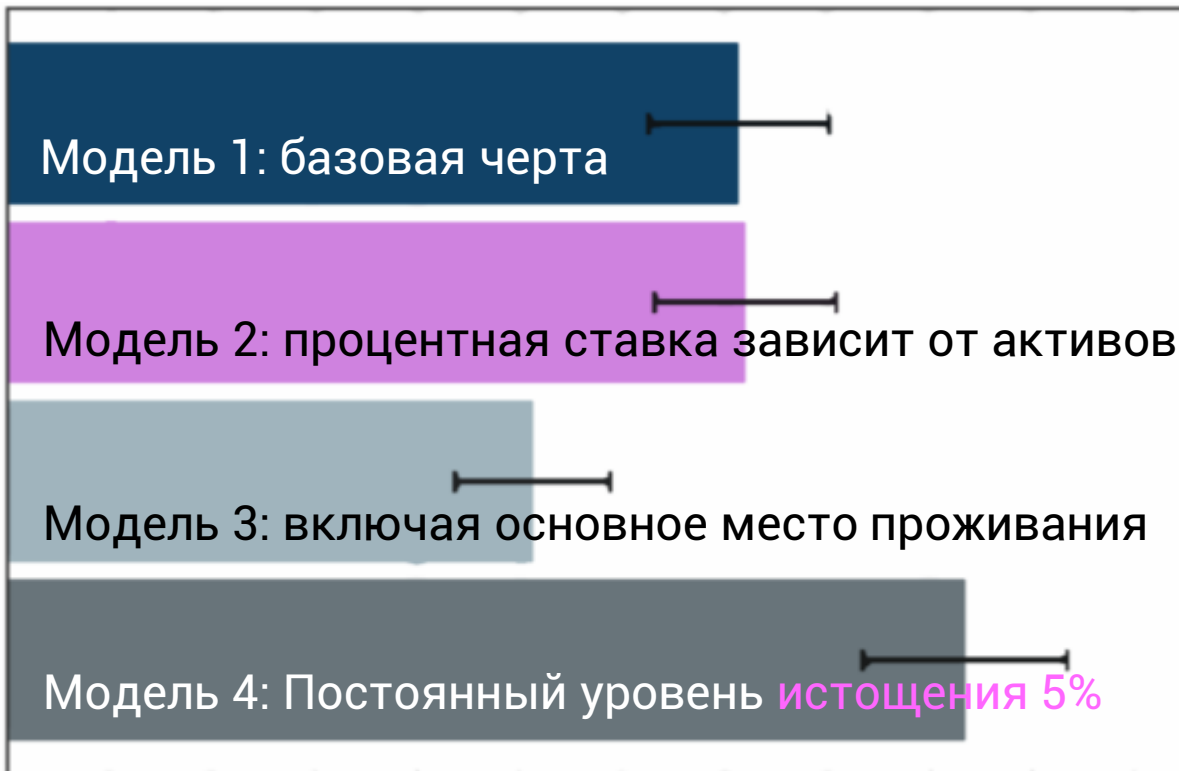 Модель 1: базовая черта
Модель 2: процентная ставка зависит от активов
Модель 3: включая основное место проживания
Модель 4: Постоянный уровень истощения 5%